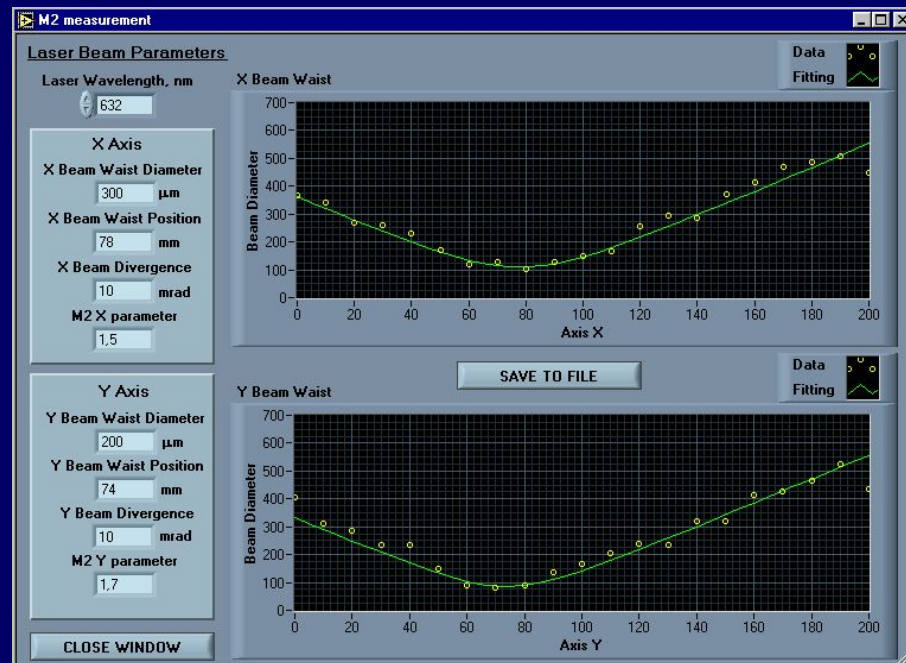 M2 measurement
Laser Beam Parameters
Laser Wavelength, nm
632
X Axis
X Beam Waist Diameter
300 µm
X Beam Waist Position
78 mm
X Beam Divergence
10 mrad
M2 X parameter
1,5
Y Axis
Y Beam Waist Diameter
200 µm
Y Beam Waist Position
74 mm
Y Beam Divergence
10 mrad
M2 Y parameter
1,7
CLOSE WINDOW
X Beam Waist
Data
Fitting
Beam Diameter
700
600
500
400
300
200
100
0
0 20 40 60 80 100 120 140 160 180 200
Axis X
SAVE TO FILE
Y Beam Waist
Data
Fitting
Beam Diameter
700
600
500
400
300
200
100
0
0 20 40 60 80 100 120 140 160 180 200
Axis Y